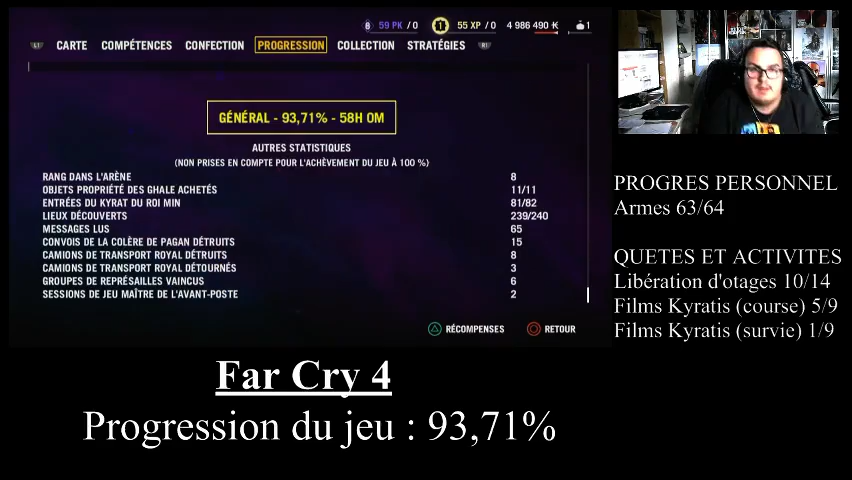 8 59 PK / 0 1 55 XP / 0 4 986 490 K 1
L1 CARTE COMPÉTENCES CONFECTION PROGRESSION COLLECTION STRATÉGIES R1
GÉNÉRAL - 93,71% - 58H 0M
AUTRES STATISTIQUES
(NON PRISES EN COMPTE POUR L'ACHÈVEMENT DU JEU À 100 %)
RANG DANS L'ARÈNE 8
OBJETS PROPRIÉTÉ DES GHALE ACHETÉS 11/11
ENTRÉES DU KYRAT DU ROI MIN 81/82
LIEUX DÉCOUVERTS 239/240
MESSAGES LUS 65
CONVOIS DE LA COLÈRE DE PAGAN DÉTRUITS 15
CAMIONS DE TRANSPORT ROYAL DÉTRUITS 8
CAMIONS DE TRANSPORT ROYAL DÉTOURNÉS 3
GROUPES DE REPRÉSAILLES VAINCUS 6
SESSIONS DE JEU MAÎTRE DE L'AVANT-POSTE 2
RÉCOMPENSES RETOUR
PROGRES PERSONNEL
Armes 63/64
QUETES ET ACTIVITES
Libération d'otages 10/14
Films Kyratis (course) 5/9
Films Kyratis (survie) 1/9
Far Cry 4
Progression du jeu : 93,71%